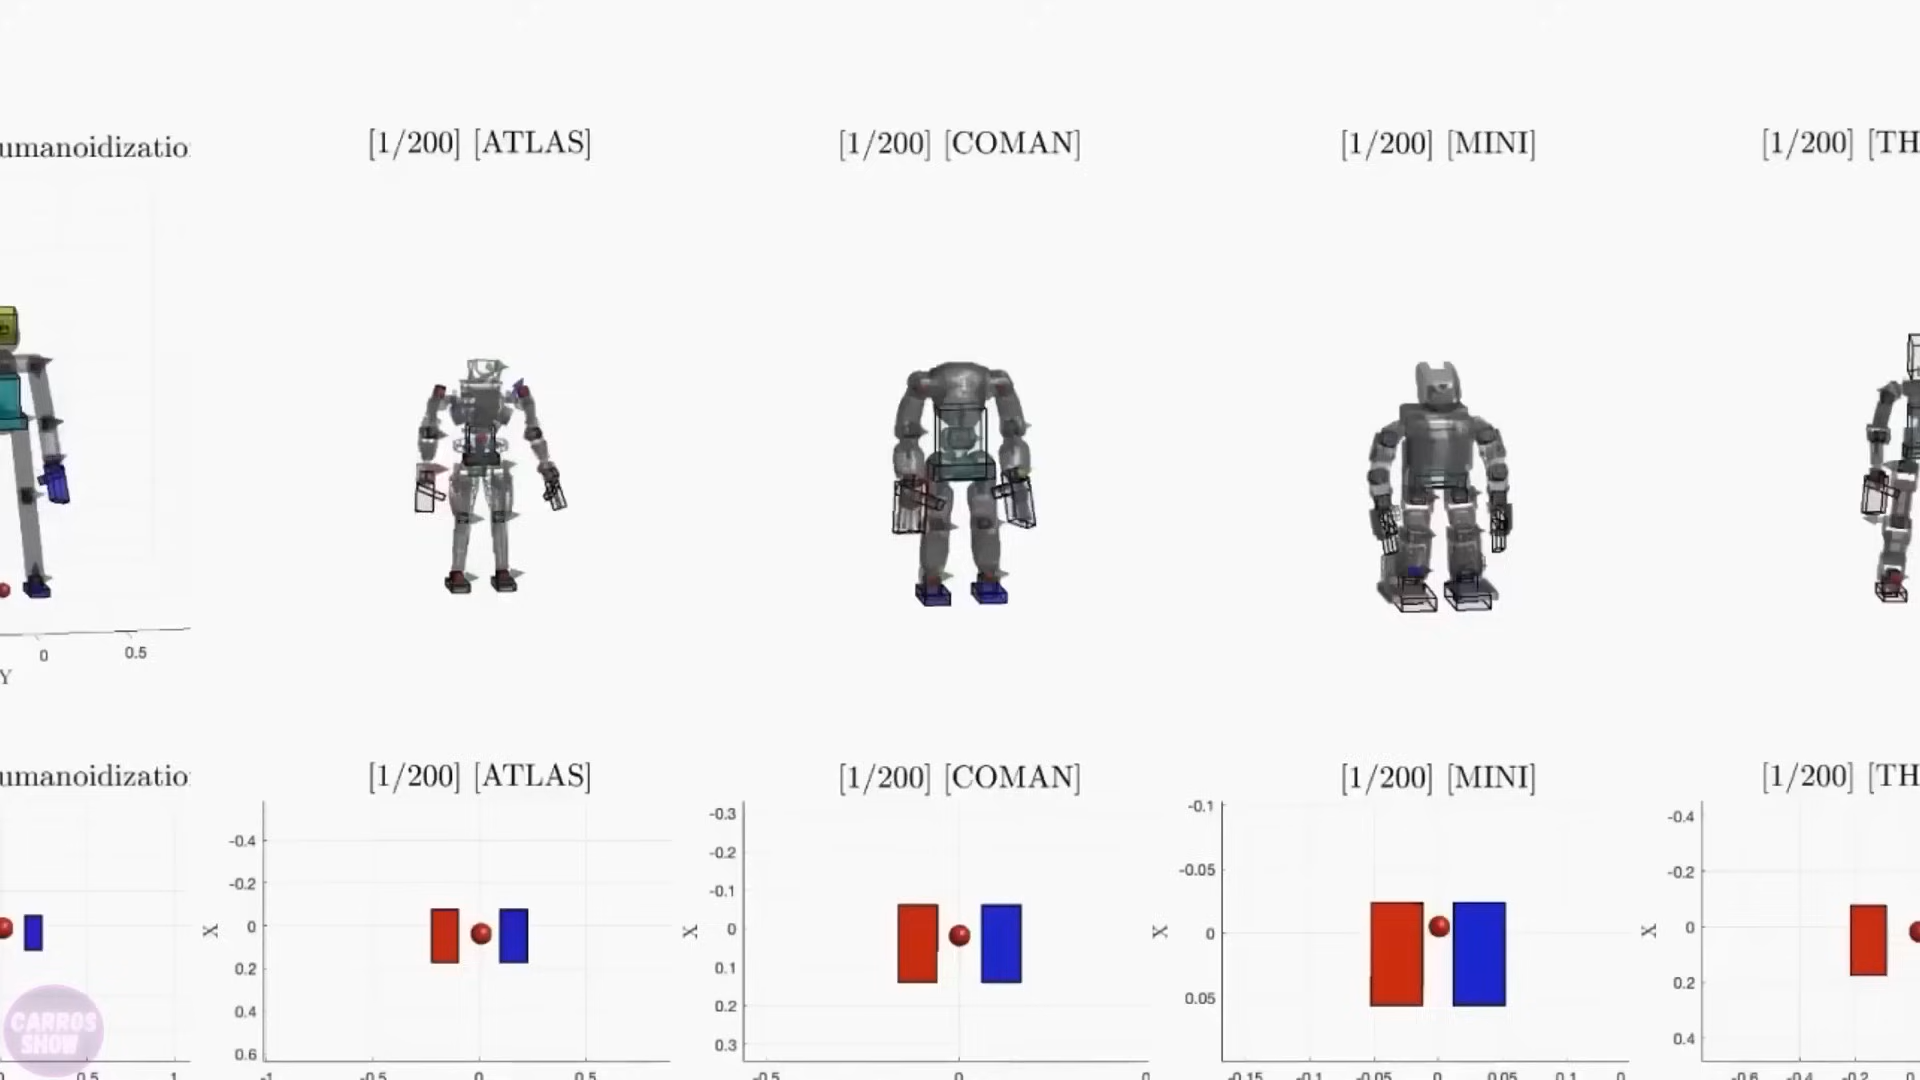 umanoidizatio
[1/200] [ATLAS]
[1/200] [COMAN]
[1/200] [MINI]
[1/200] [TH
0
0.5
Y
umanoidizatio
[1/200] [ATLAS]
[1/200] [COMAN]
[1/200] [MINI]
[1/200] [TH
0.5
1
X
-0.4
-0.2
0
0.2
0.4
0.6
-1
-0.5
0
0.5
X
-0.3
-0.2
-0.1
0
0.1
0.2
0.3
-0.5
0
0
X
-0.1
-0.05
0
0.05
-0.15
-0.1
-0.05
0
0.05
0.1
0
X
-0.4
-0.2
0
0.2
0.4
-0.6
-0.4
-0.2
0
CARROS
SHOW